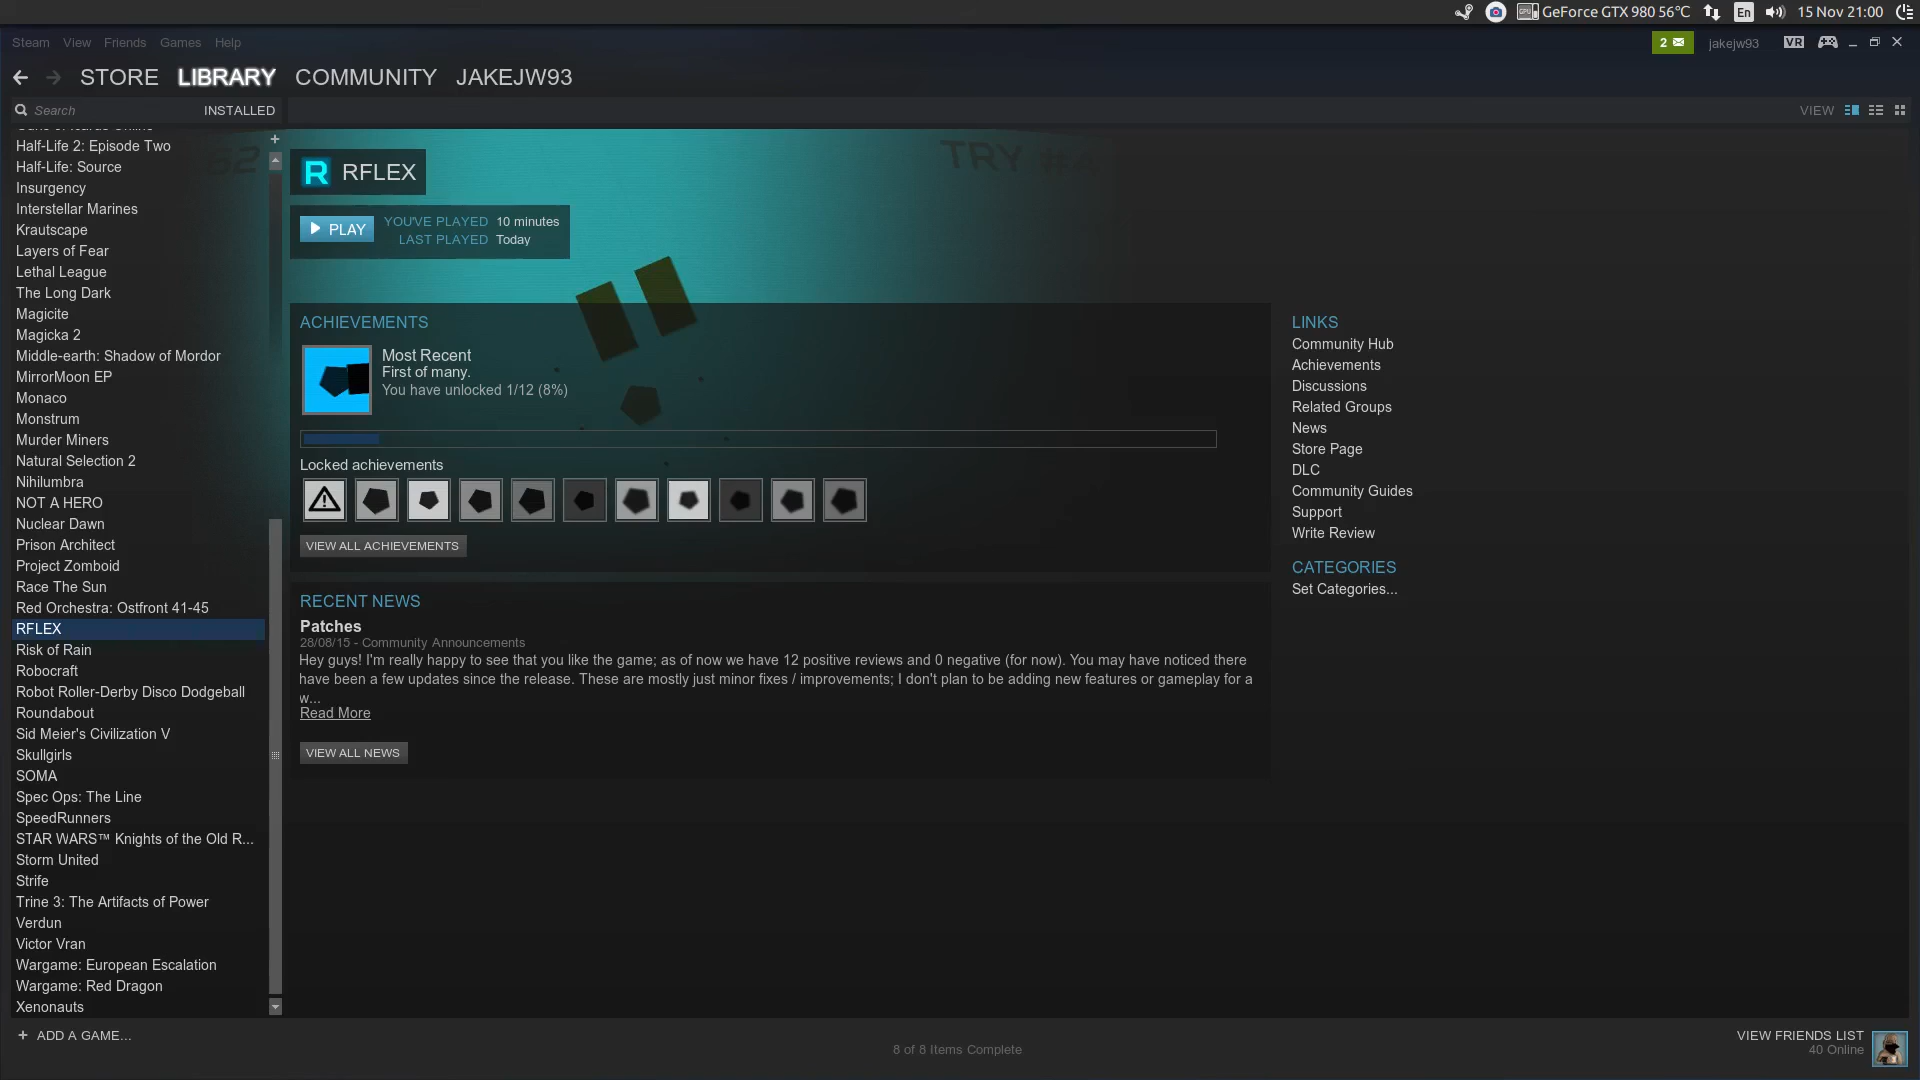 GeForce GTX 980 56℃ En 15 Nov 21:00
Steam View Friends Games Help
2 jakejw93 VR
STORE LIBRARY COMMUNITY JAKEJW93
Search INSTALLED VIEW
Half-Life 2: Episode Two
Half-Life: Source
Insurgency
Interstellar Marines
Krautscape
Layers of Fear
Lethal League
The Long Dark
Magicite
Magicka 2
Middle-earth: Shadow of Mordor
MirrorMoon EP
Monaco
Monstrum
Murder Miners
Natural Selection 2
Nihilumbra
NOT A HERO
Nuclear Dawn
Prison Architect
Project Zomboid
Race The Sun
Red Orchestra: Ostfront 41-45
RFLEX
Risk of Rain
Robocraft
Robot Roller-Derby Disco Dodgeball
Roundabout
Sid Meier's Civilization V
Skullgirls
SOMA
Spec Ops: The Line
SpeedRunners
STAR WARS™ Knights of the Old R...
Storm United
Strife
Trine 3: The Artifacts of Power
Verdun
Victor Vran
Wargame: European Escalation
Wargame: Red Dragon
Xenonauts
+ ADD A GAME...
TRY
R RFLEX
PLAY
YOU'VE PLAYED 10 minutes
LAST PLAYED Today
ACHIEVEMENTS
Most Recent
First of many.
You have unlocked 1/12 (8%)
Locked achievements
VIEW ALL ACHIEVEMENTS
RECENT NEWS
Patches
28/08/15 - Community Announcements
Hey guys! I'm really happy to see that you like the game; as of now we have 12 positive reviews and 0 negative (for now). You may have noticed there
have been a few updates since the release. These are mostly just minor fixes / improvements; I don't plan to be adding new features or gameplay for a
w...
Read More
VIEW ALL NEWS
LINKS
Community Hub
Achievements
Discussions
Related Groups
News
Store Page
DLC
Community Guides
Support
Write Review
CATEGORIES
Set Categories...
8 of 8 Items Complete
VIEW FRIENDS LIST
40 Online